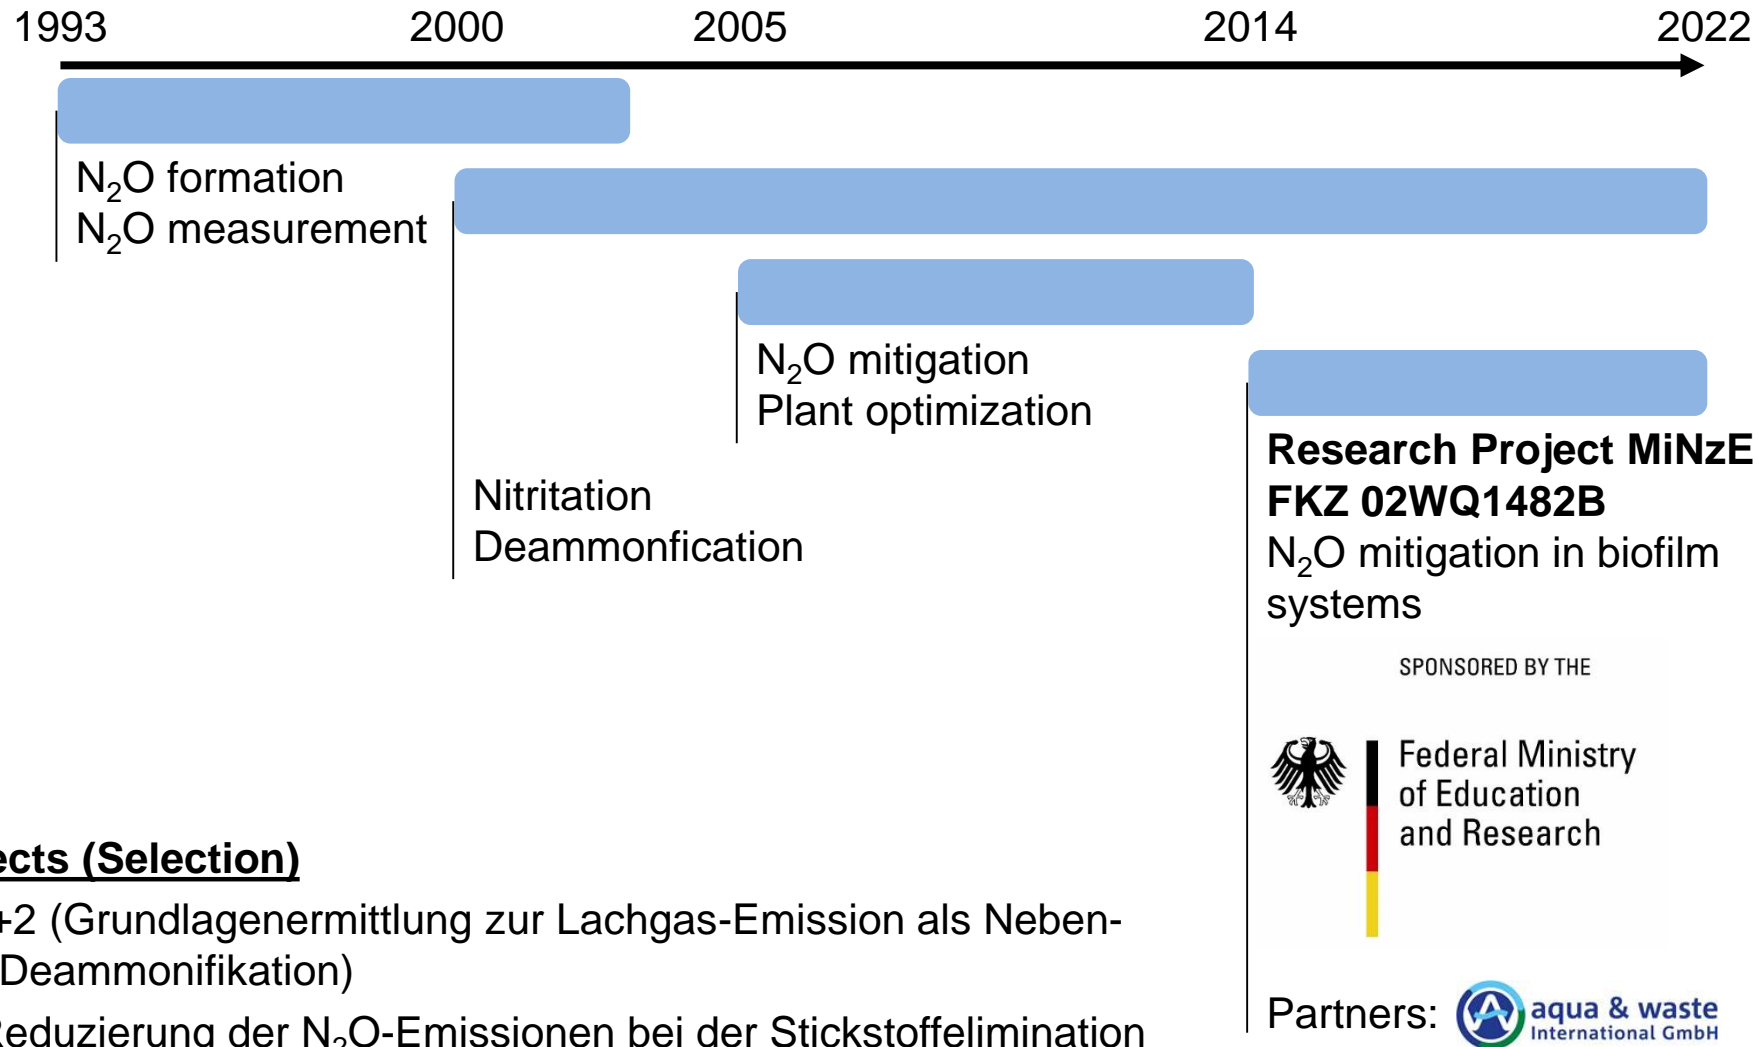 1993 2000 2005 2014 2022
N₂O formation
N₂O measurement
N₂O mitigation
Plant optimization
Nitritation
Deammonfication
Research Project MiNzE
FKZ 02WQ1482B
N₂O mitigation in biofilm
systems
SPONSORED BY THE
Federal Ministry
of Education
and Research
Partners:
aqua & waste
International GmbH
ects (Selection)
+2 (Grundlagenermittlung zur Lachgas-Emission als Neben-
Deammonifikation)
Reduzierung der N₂O-Emissionen bei der Stickstoffelimination